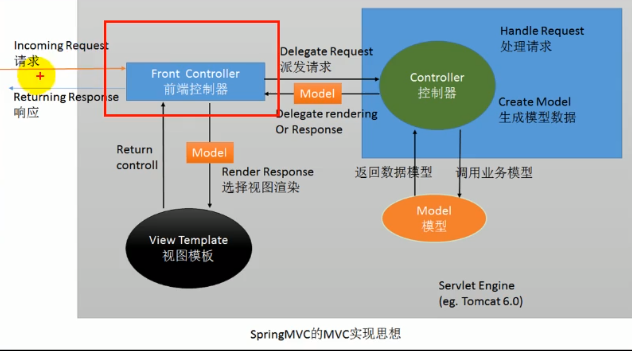 Incoming Request
请求
Returning Response
响应
Front Controller
前端控制器
Delegate Request
派发请求
Model
Delegate rendering
Or Response
Controller
控制器
Handle Request
处理请求
Create Model
生成模型数据
Return
controll
Model
Render Response
选择视图渲染
View Template
视图模板
返回数据模型
调用业务模型
Model
模型
Servlet Engine
(eg. Tomcat 6.0)
SpringMVC的MVC实现思想